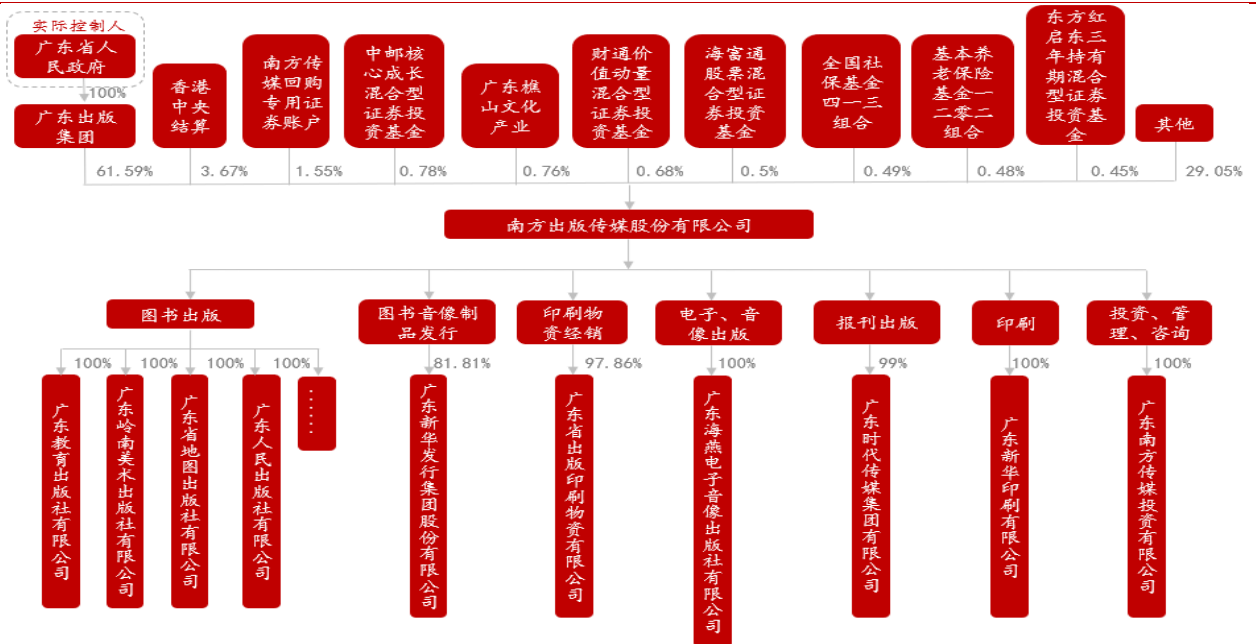 实际控制人
广东省人
民政府
100%
广东出版
集团
香港
中央
结算
南方传
媒回购
专用证
券账户
中邮核
心成长
混合型
证券投
资基金
广东樵
山文化
产业
财通价
值动量
混合型
证券投
资基金
海富通
股票混
合型证
券投资
基金
全国社
保基金
四一三
组合
基本养
老保险
基金一
二零二
组合
东方红
启东三
年持有
期混合
型证券
投资基
金
其他
61.59%
3.67%
1.55%
0.78%
0.76%
0.68%
0.5%
0.49%
0.48%
0.45%
29.05%
南方出版传媒股份有限公司
图书出版
图书音像制
品发行
印刷物
资经销
电子、音
像出版
报刊出版
印刷
投资、管
理、咨询
100%
100%
100%
100%
81.81%
97.86%
100%
99%
100%
100%
广东教育出版社有限公司
广东岭南美术出版社有限公司
广东省地图出版社有限公司
广东人民出版社有限公司
......
广东新华发行集团股份有限公司
广东省出版印刷物资有限公司
广东海燕电子音像出版社有限公司
广东时代传媒集团有限公司
广东新华印刷有限公司
广东南方传媒投资有限公司